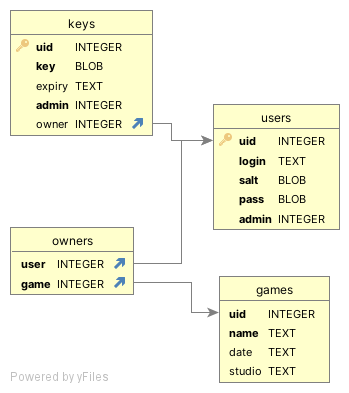 keys
uid INTEGER
key BLOB
expiry TEXT
admin INTEGER
owner INTEGER
users
uid INTEGER
login TEXT
salt BLOB
pass BLOB
admin INTEGER
owners
user INTEGER
game INTEGER
games
uid INTEGER
name TEXT
date TEXT
studio TEXT
Powered by yFiles